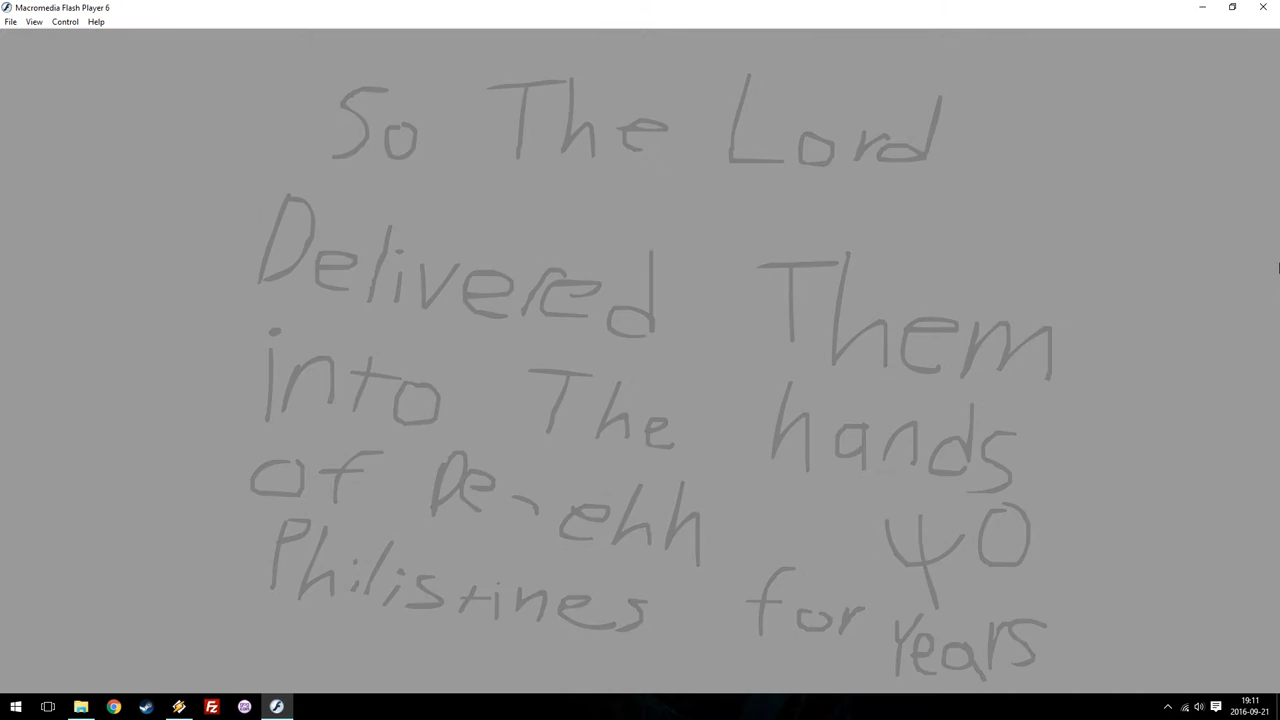 Macromedia Flash Player 6
File View Control Help
So The Lord
Delivered Them
into The hands
of De-ehh
Philistines for 40
Years
19:11
2016-09-21